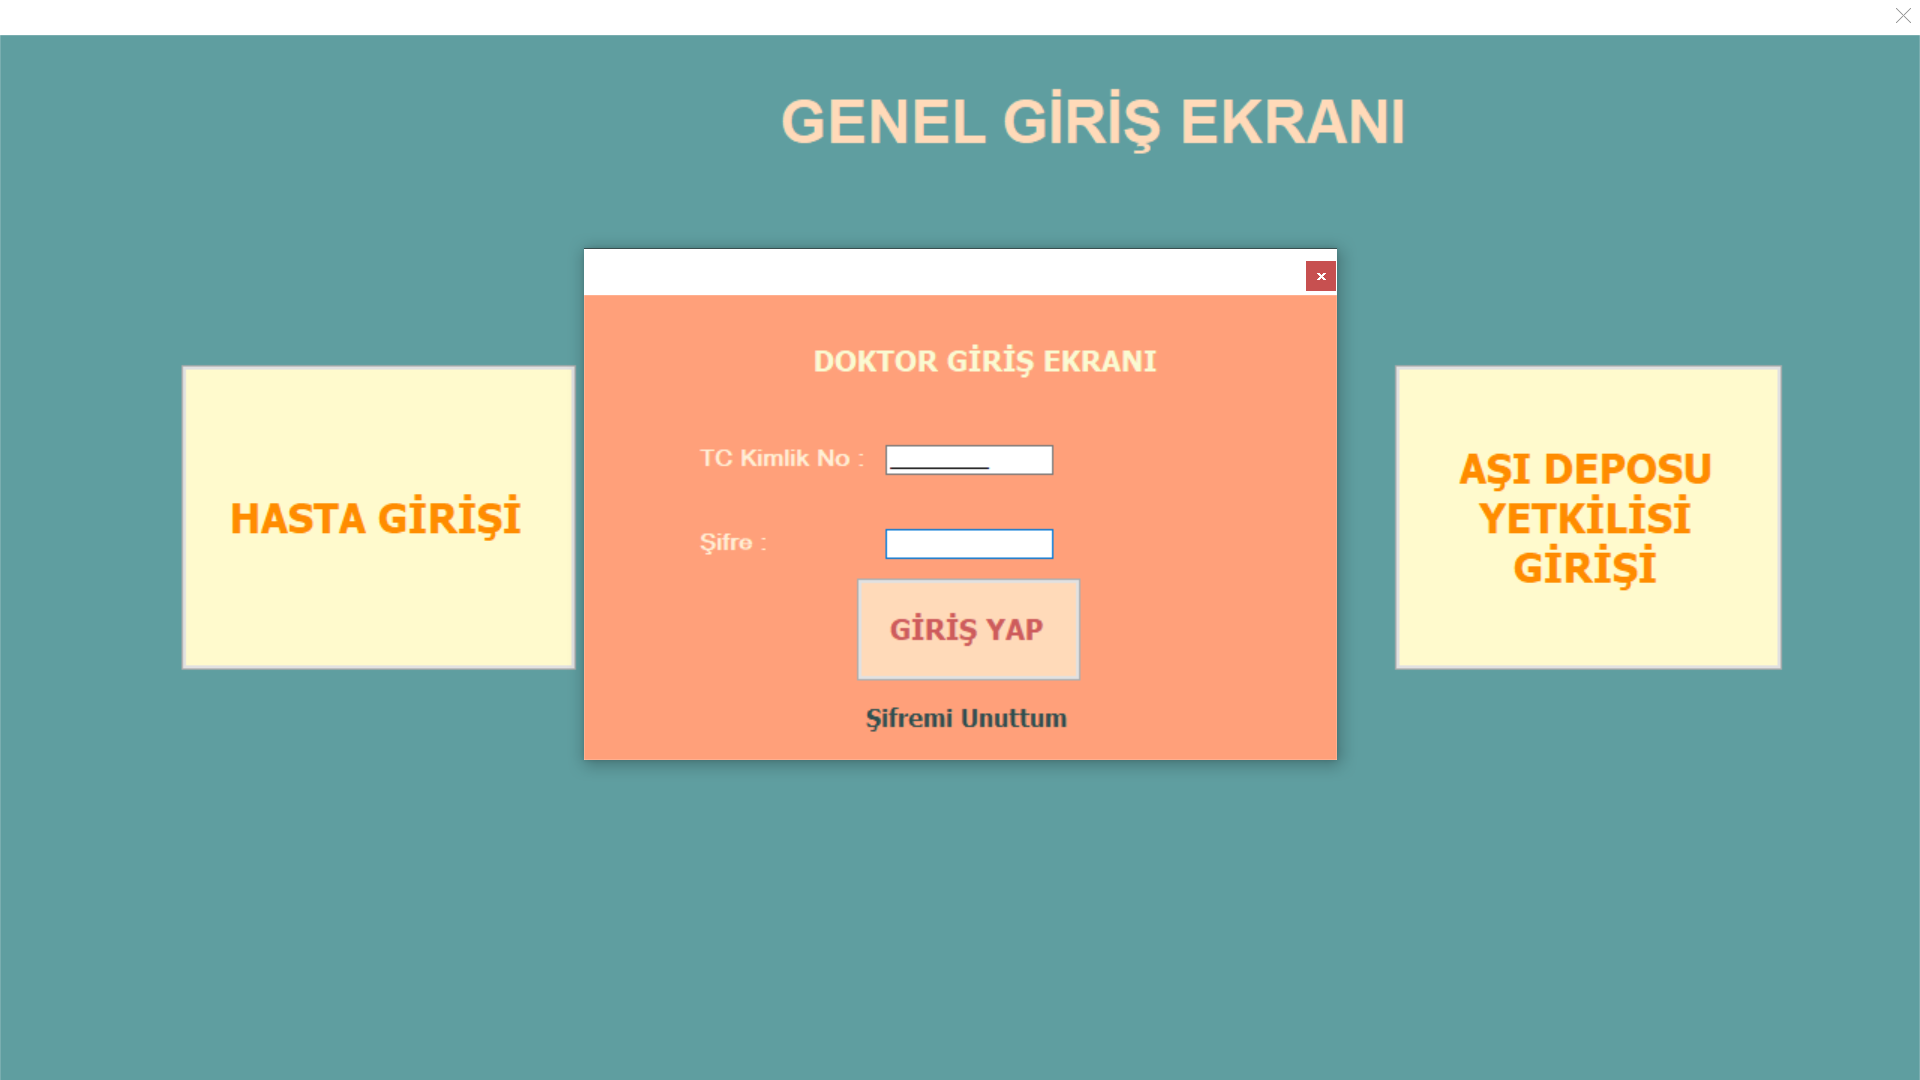 GENEL GİRİŞ EKRANI
DOKTOR GİRİŞ EKRANI
TC Kimlik No :
Şifre :
GİRİŞ YAP
Şifremi Unuttum
HASTA GİRİŞİ
AŞI DEPOSU
YETKİLİSİ
GİRİŞİ